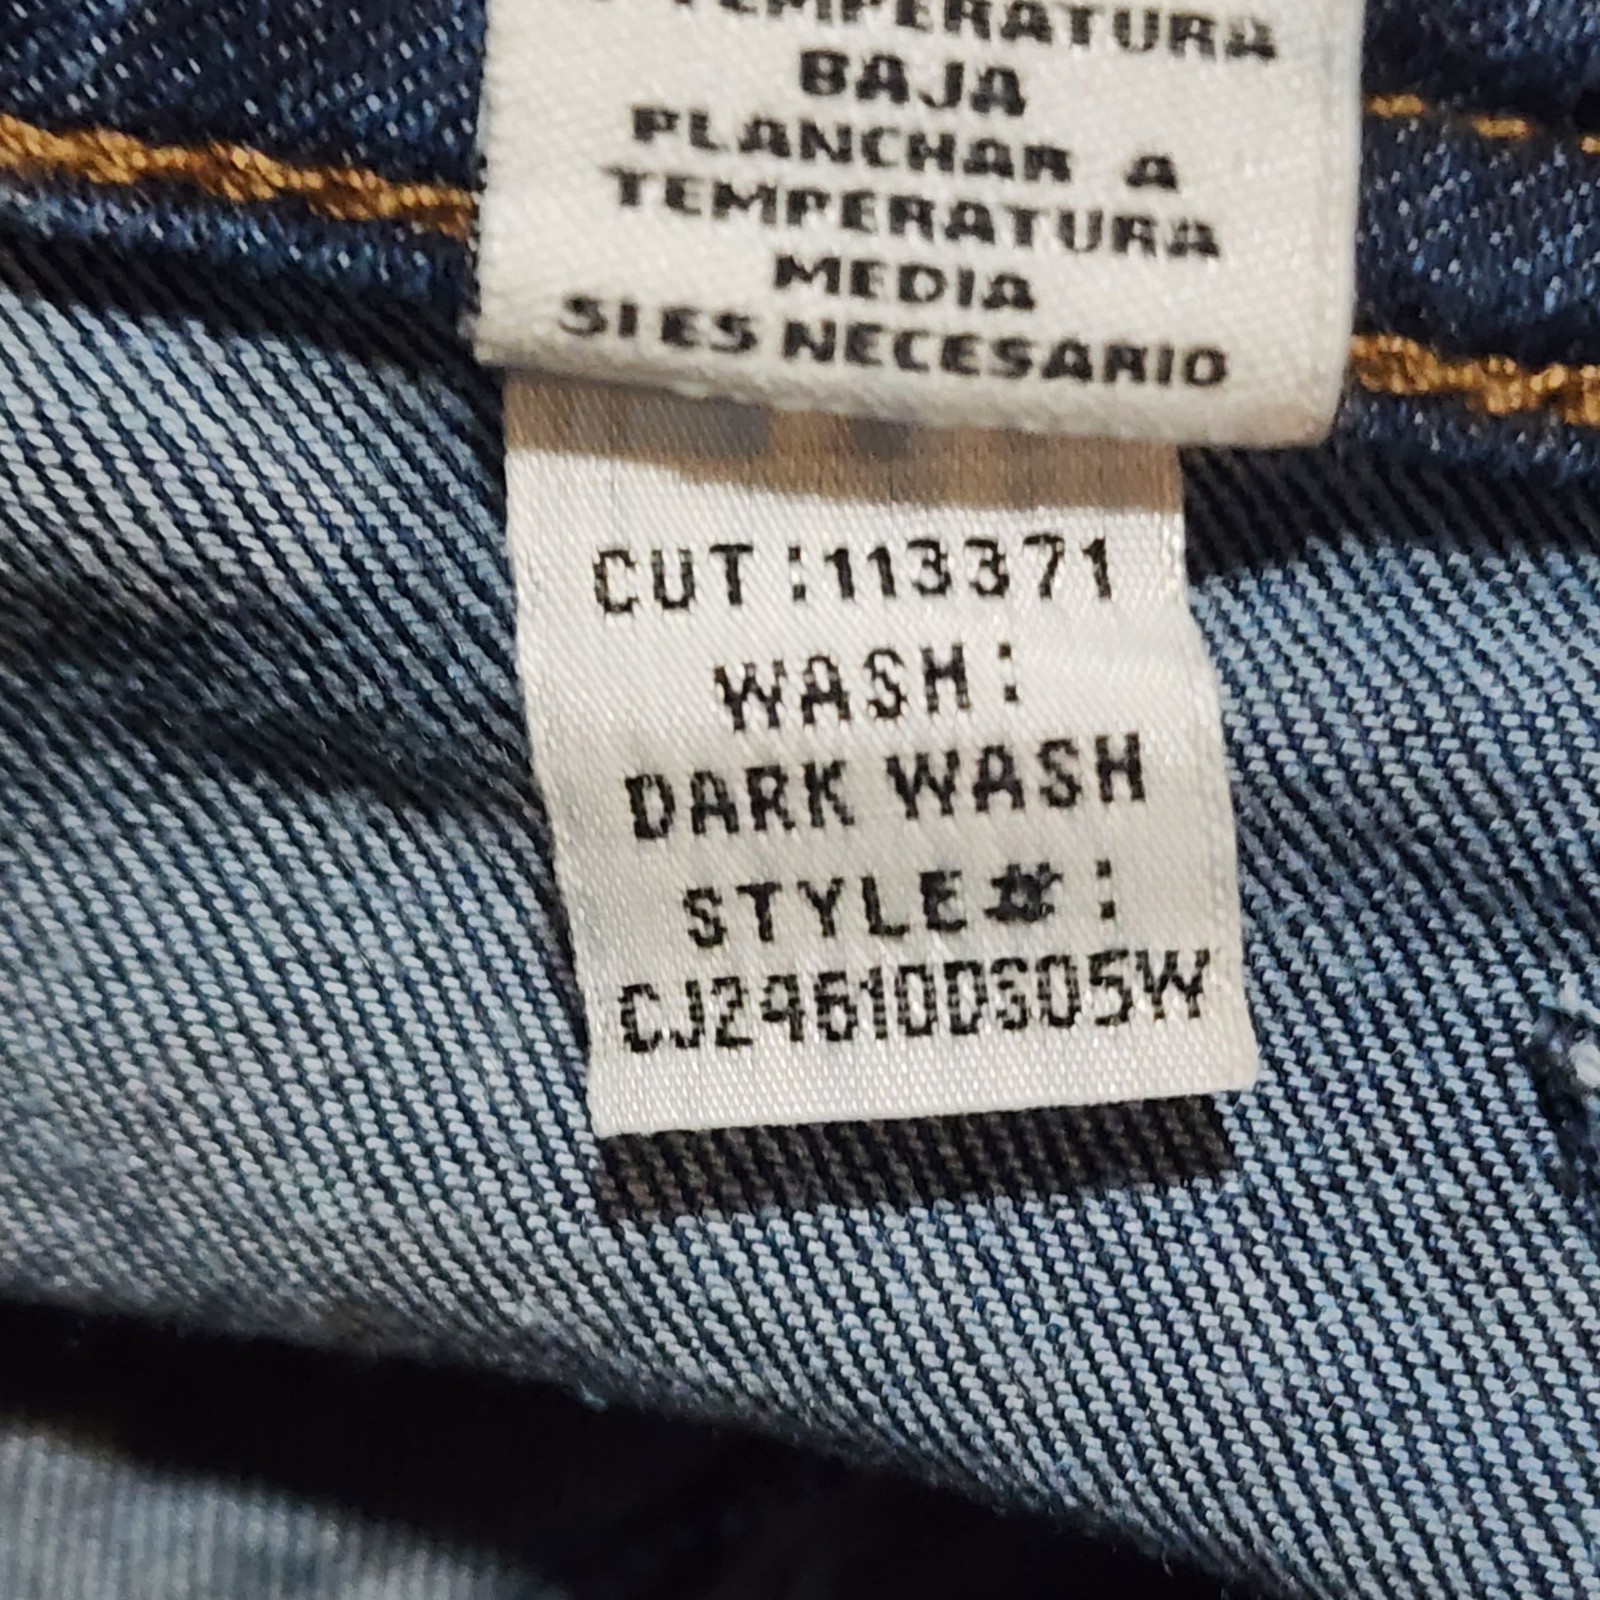 TEMPERATURA
BAJA
PLANCHAR A
TEMPERATURA
MEDIA
SI ES NECESARIO
CUT:113371
WASH:
DARK WASH
STYLE#:
CJ24610DS05W